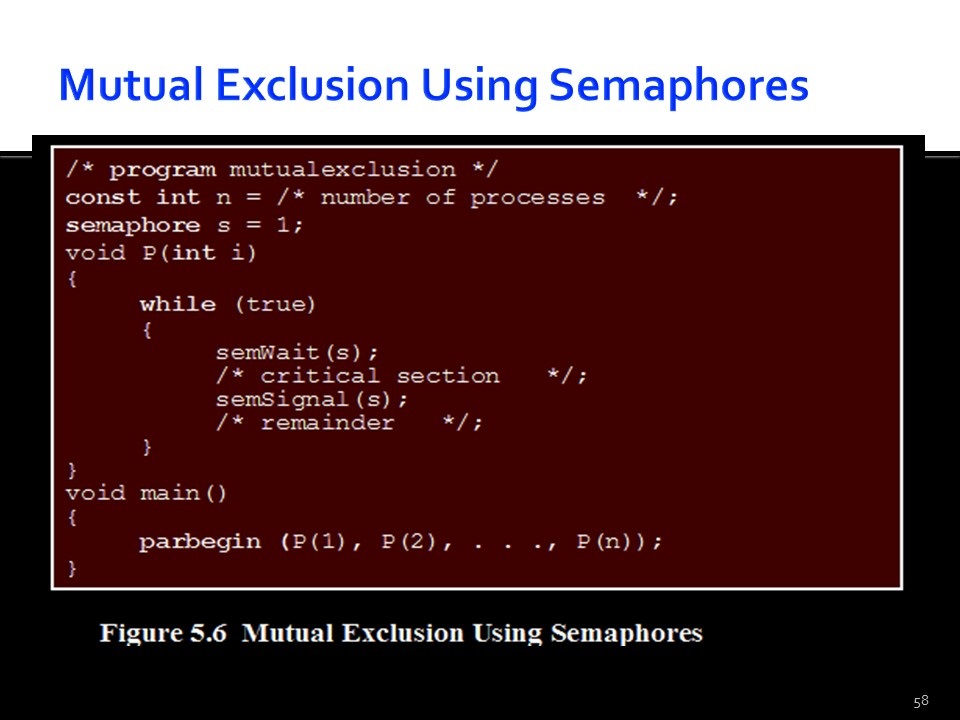 Mutual Exclusion Using Semaphores
/* program mutualexclusion */
const int n = /* number of processes */;
semaphore s = 1;
void P(int i)
{
while (true)
{
semWait(s);
/* critical section */;
semSignal(s);
/* remainder */;
}
}
void main()
{
parbegin (P(1), P(2), . . ., P(n));
}
Figure 5.6 Mutual Exclusion Using Semaphores
58